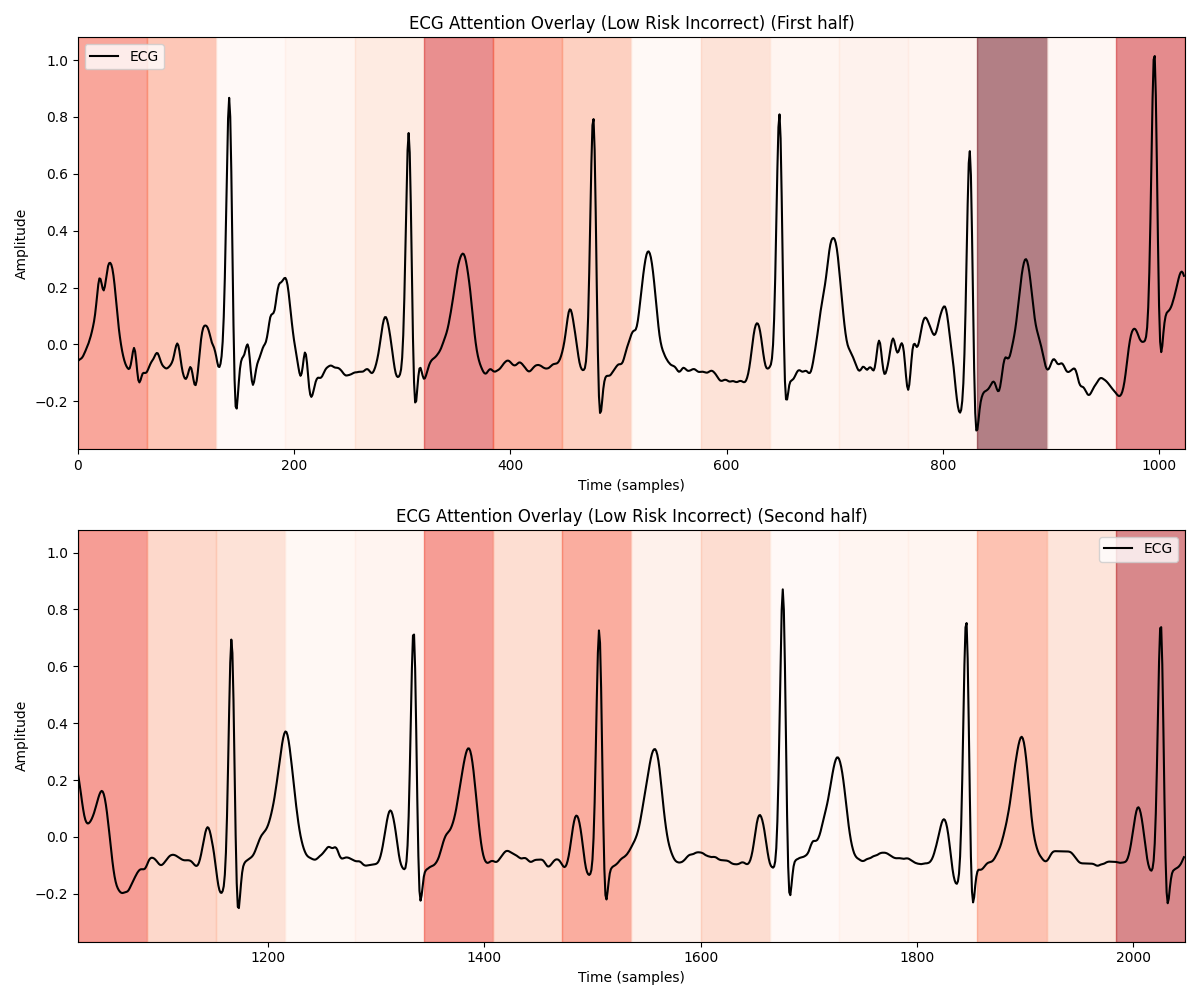 ECG Attention Overlay (Low Risk Incorrect) (First half)
ECG
Amplitude
1.0
0.8
0.6
0.4
0.2
0.0
−0.2
0 200 400 600 800 1000
Time (samples)
ECG Attention Overlay (Low Risk Incorrect) (Second half)
ECG
Amplitude
1.0
0.8
0.6
0.4
0.2
0.0
−0.2
1200 1400 1600 1800 2000
Time (samples)